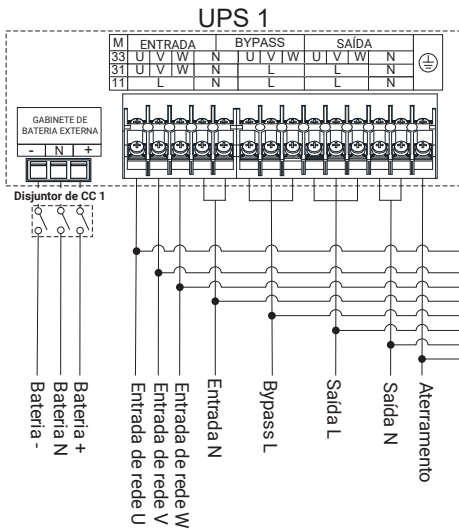 UPS 1
M ENTRADA BYPASS SAÍDA
33 U V W N U V W U V W N
31 U V W N L L N
11 L N L L N
GABINETE DE
BATERIA EXTERNA
- N +
Disjuntor de CC 1
Bateria -
Bateria N
Bateria +
Entrada de rede U
Entrada de rede V
Entrada de rede W
Entrada N
Bypass L
Saída L
Saída N
Aterramento